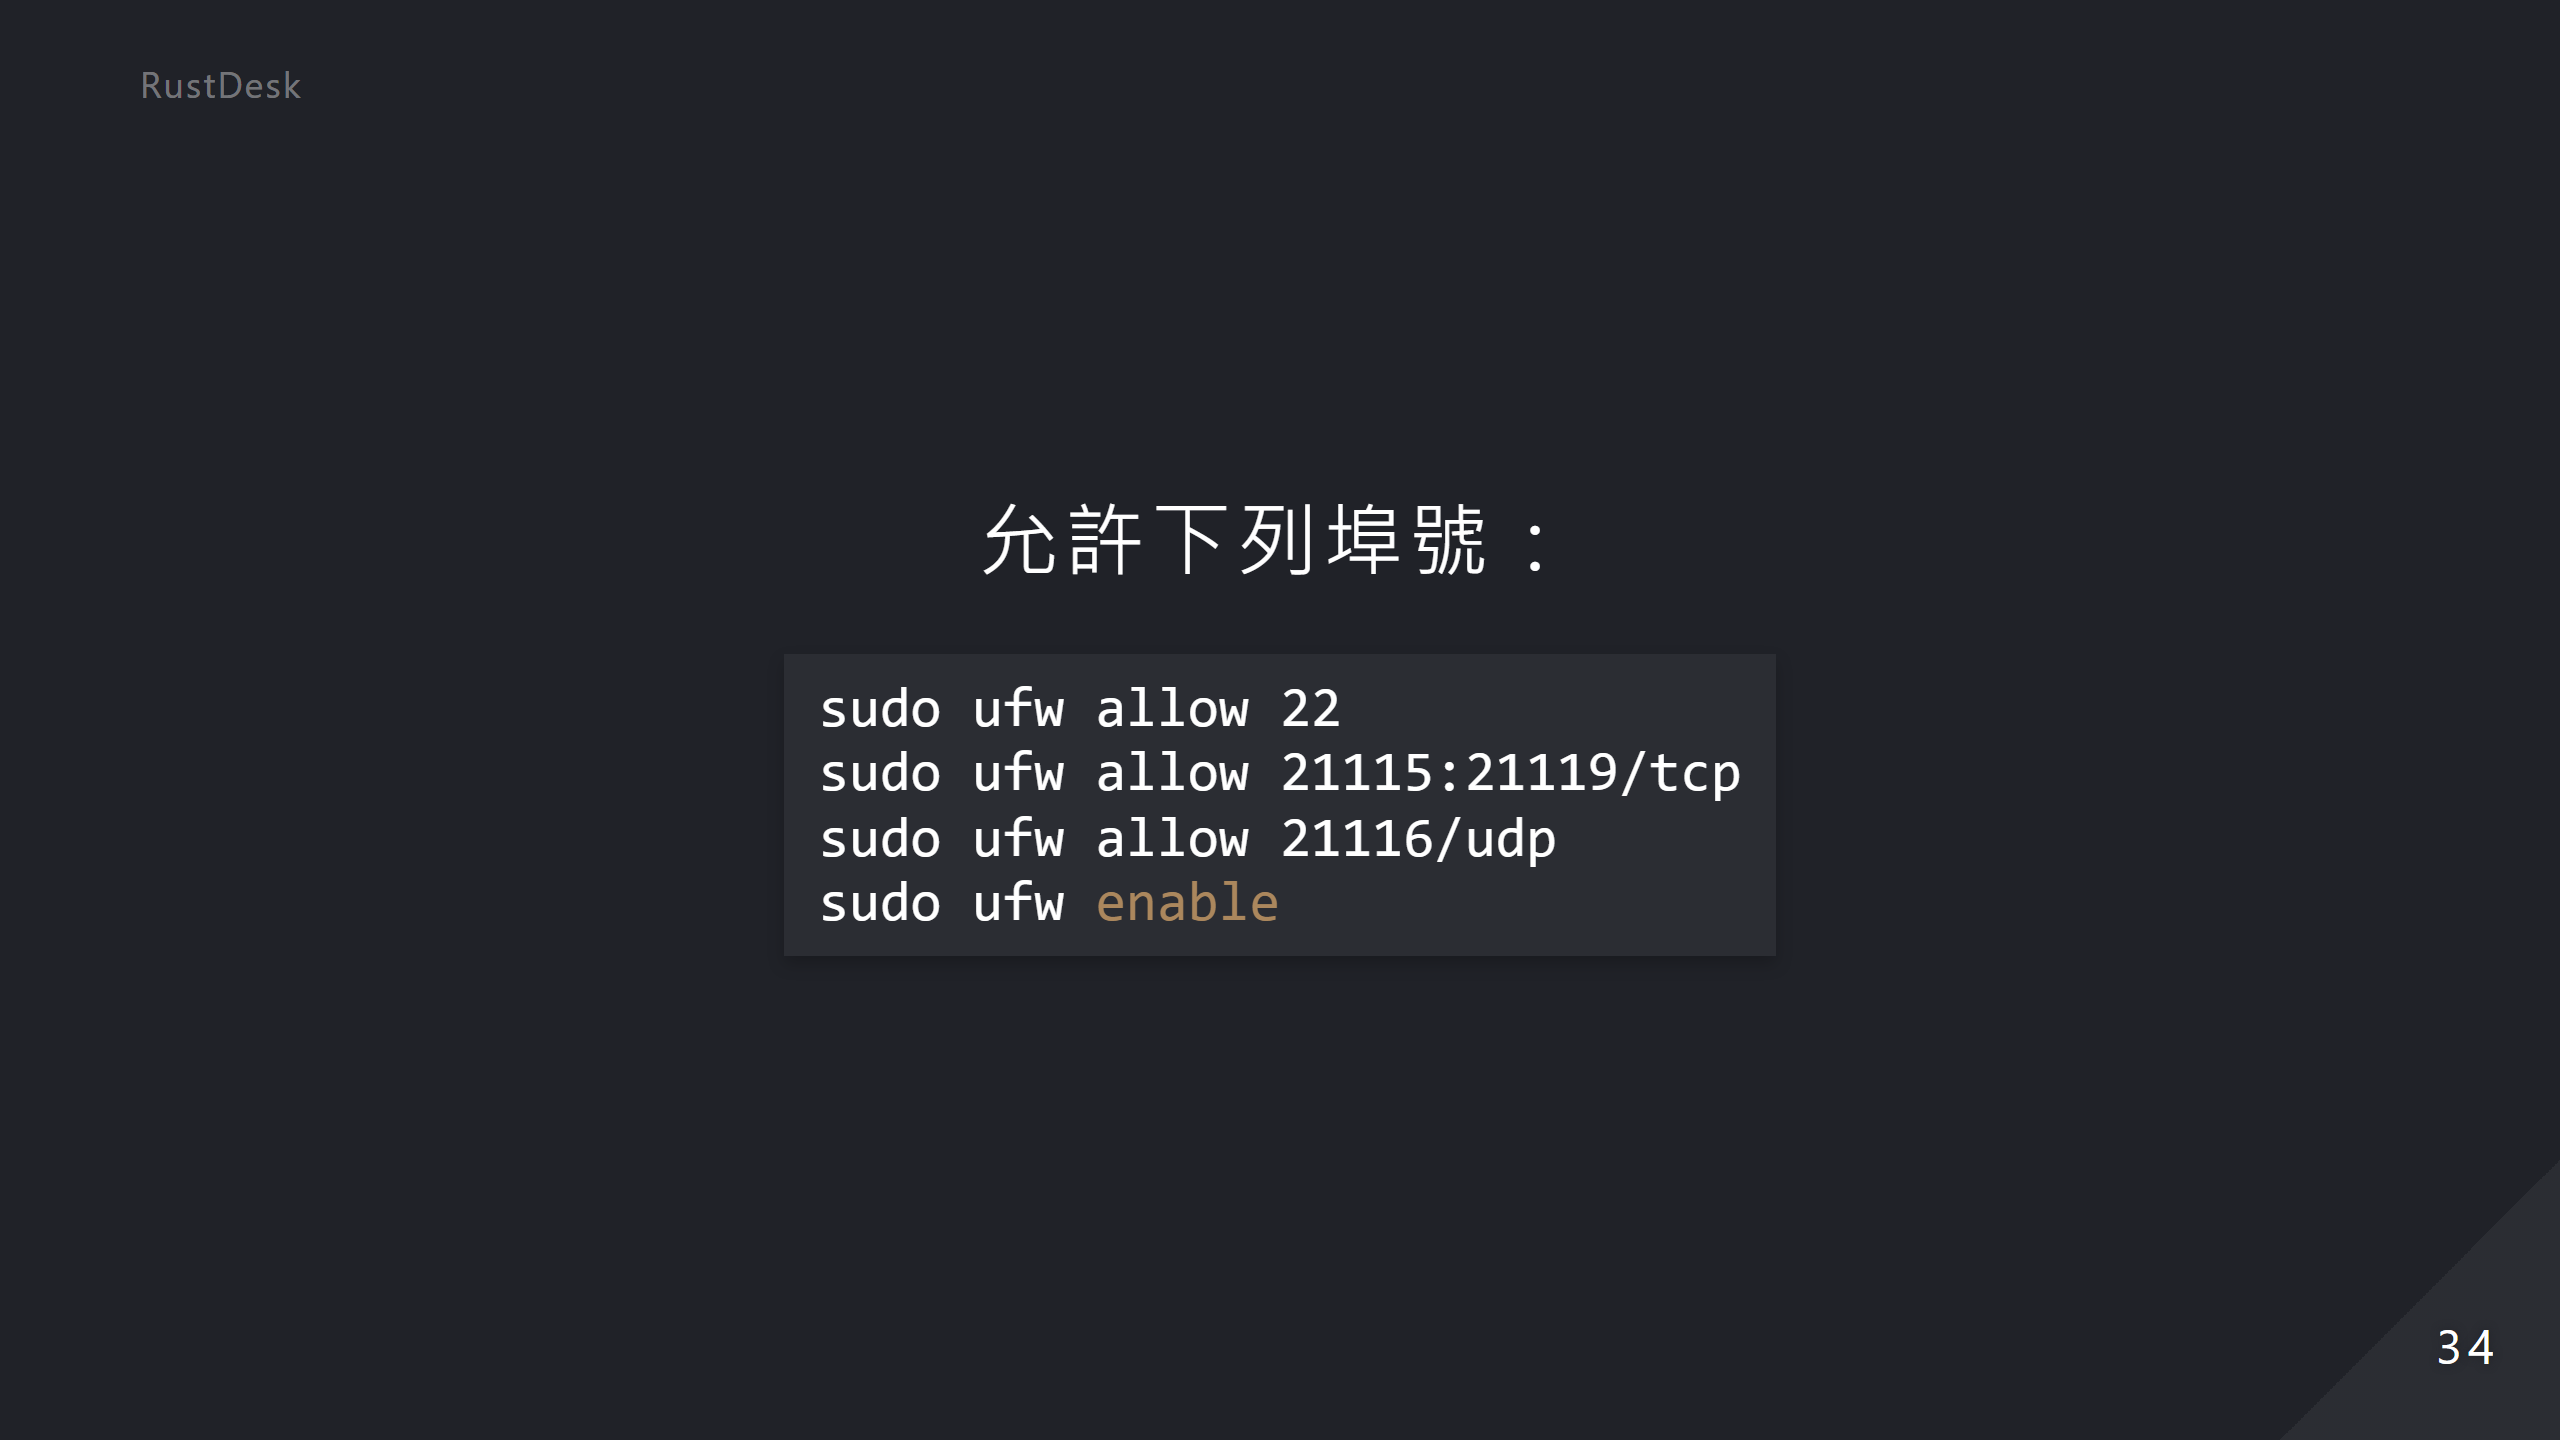 RustDesk
允許下列埠號：
sudo ufw allow 22
sudo ufw allow 21115:21119/tcp
sudo ufw allow 21116/udp
sudo ufw enable
34